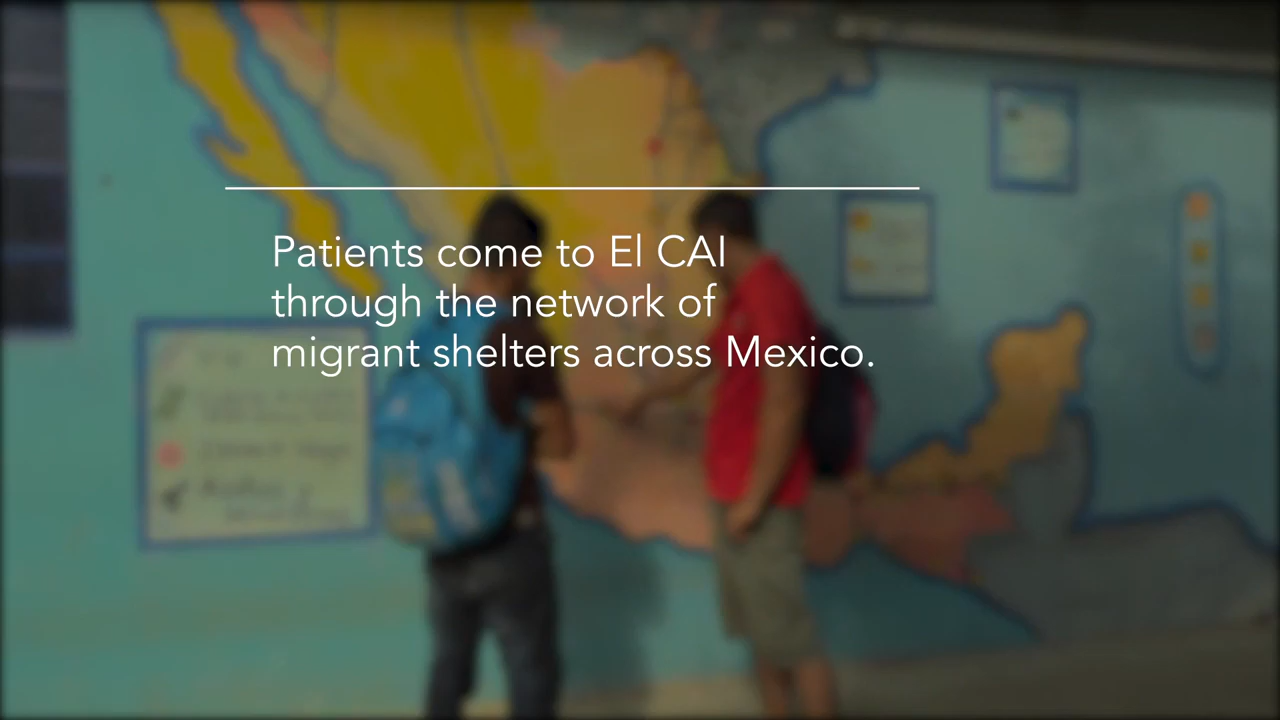 Patients come to El CAI
through the network of
migrant shelters across Mexico.